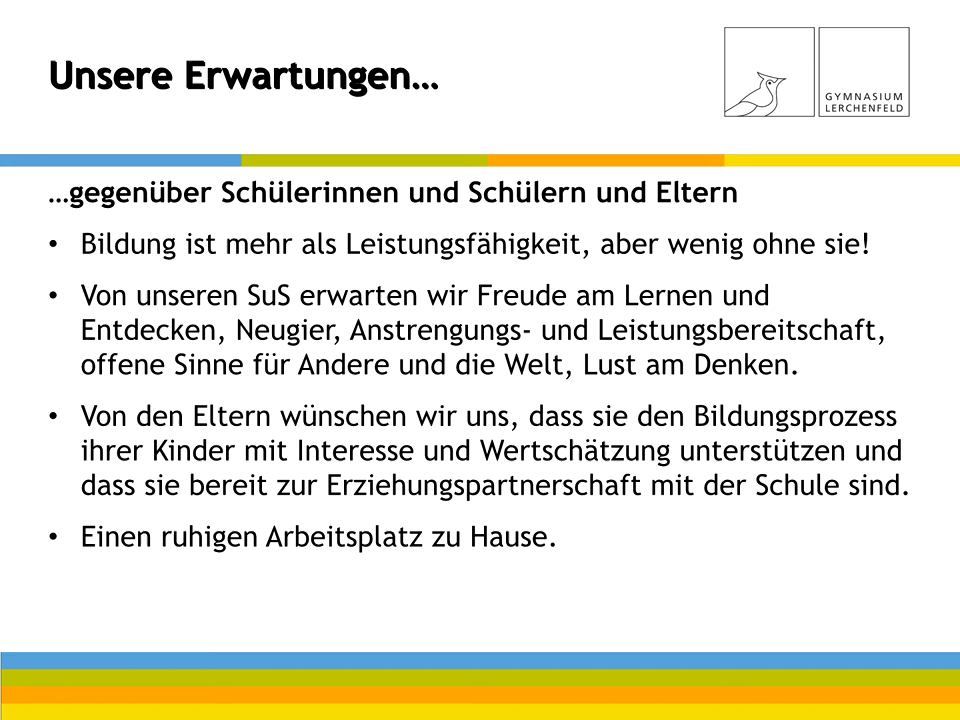 Unsere Erwartungen…
GYMNASIUM
LERCHENFELD
…gegenüber Schülerinnen und Schülern und Eltern
• Bildung ist mehr als Leistungsfähigkeit, aber wenig ohne sie!
• Von unseren SuS erwarten wir Freude am Lernen und
Entdecken, Neugier, Anstrengungs- und Leistungsbereitschaft,
offene Sinne für Andere und die Welt, Lust am Denken.
• Von den Eltern wünschen wir uns, dass sie den Bildungsprozess
ihrer Kinder mit Interesse und Wertschätzung unterstützen und
dass sie bereit zur Erziehungspartnerschaft mit der Schule sind.
• Einen ruhigen Arbeitsplatz zu Hause.